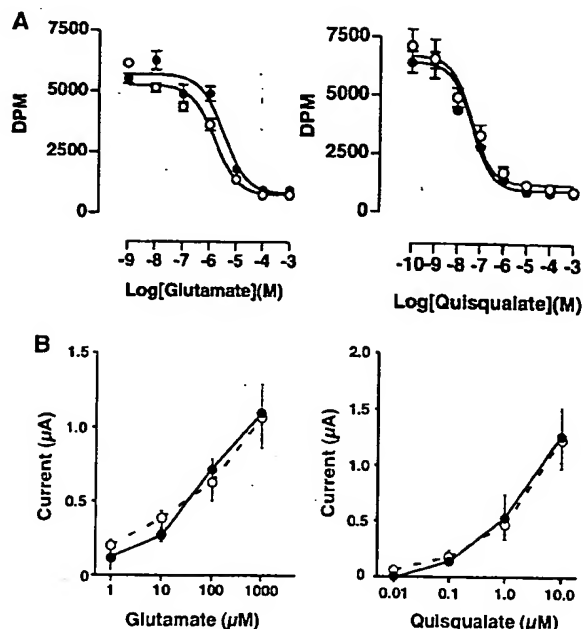 A
7500
5000
2500
0
DPM
-9 -8 -7 -6 -5 -4 -3
Log[Glutamate](M)
7500
5000
2500
0
DPM
-10 -9 -8 -7 -6 -5 -4 -3
Log[Quisqualate](M)
B
1.5
1.0
0.5
0
Current (μA)
1 10 100 1000
Glutamate (μM)
2.0
1.5
1.0
0.5
0
Current (μA)
0.01 0.1 1.0 10.0
Quisqualate (μM)